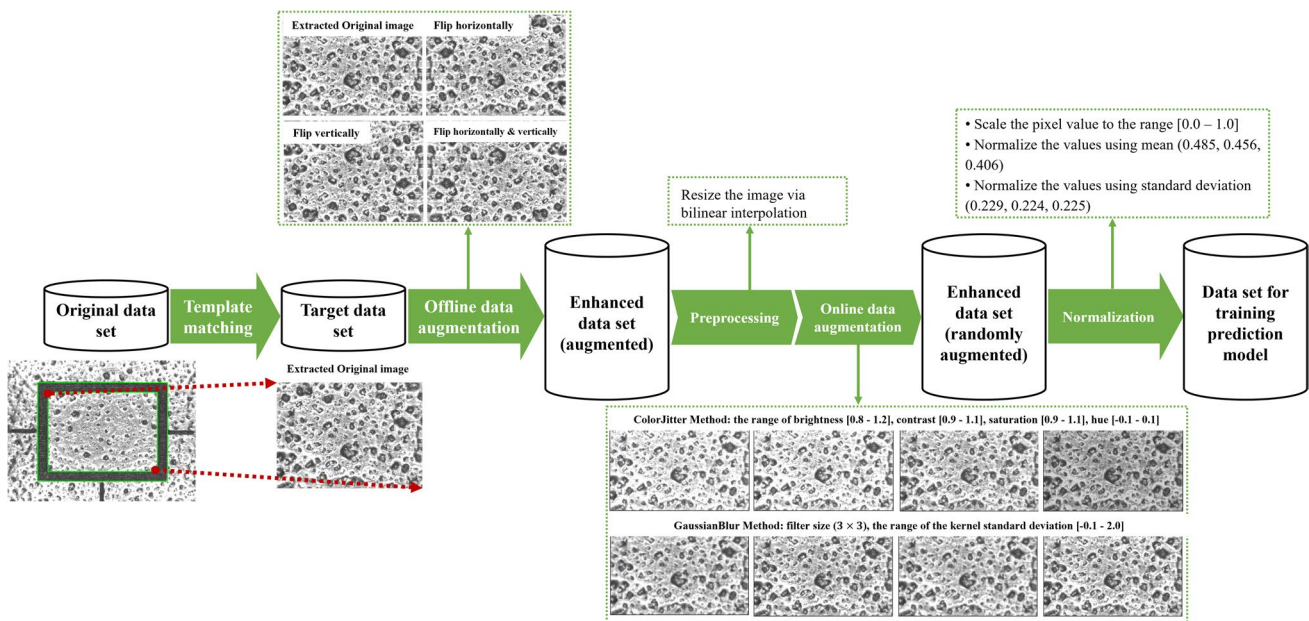 Extracted Original image
Flip horizontally
Flip vertically
Flip horizontally & vertically
Resize the image via
bilinear interpolation
• Scale the pixel value to the range [0.0 – 1.0]
• Normalize the values using mean (0.485, 0.456,
0.406)
• Normalize the values using standard deviation
(0.229, 0.224, 0.225)
Original data
set
Template
matching
Target data
set
Offline data
augmentation
Enhanced
data set
(augmented)
Preprocessing
Online data
augmentation
Enhanced
data set
(randomly
augmented)
Normalization
Data set for
training
prediction
model
Extracted Original image
ColorJitter Method: the range of brightness [0.8 - 1.2], contrast [0.9 - 1.1], saturation [0.9 - 1.1], hue [-0.1 - 0.1]
GaussianBlur Method: filter size (3 × 3), the range of the kernel standard deviation [-0.1 - 2.0]